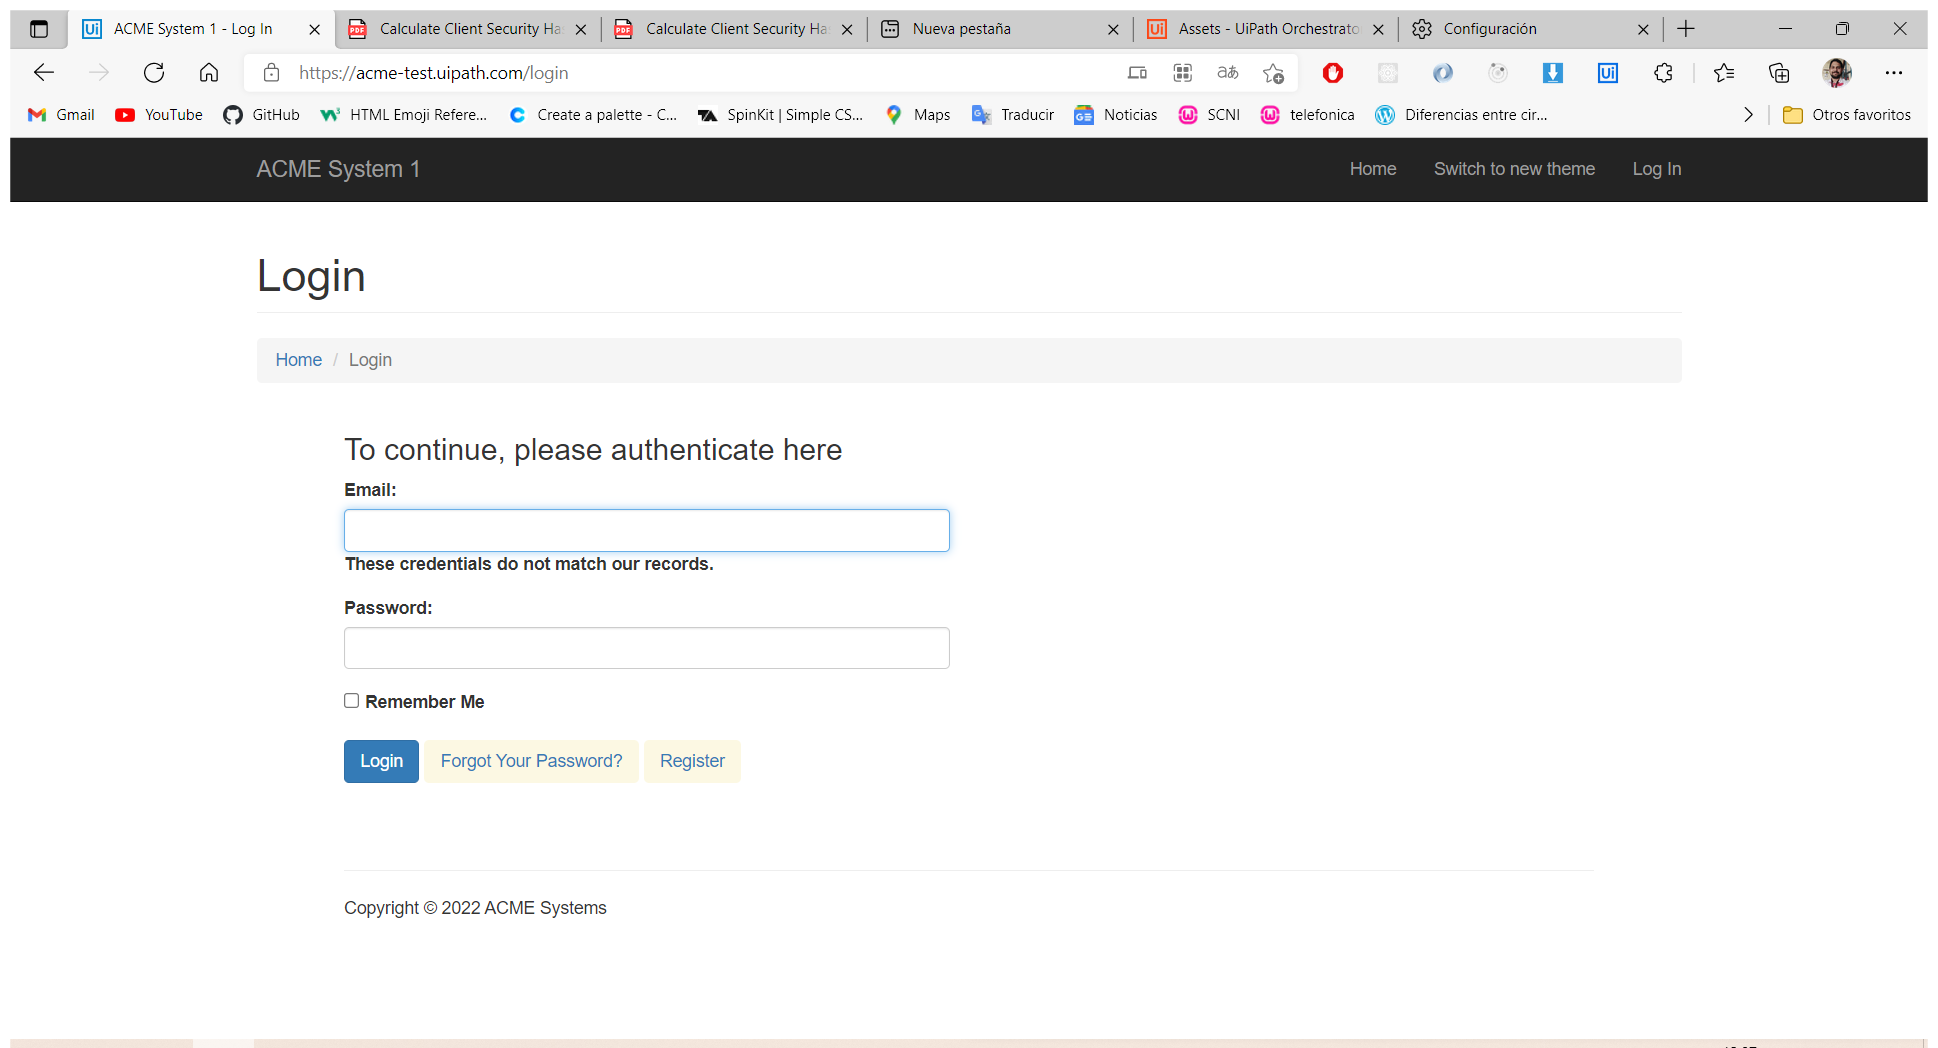 ACME System 1 - Log In
Calculate Client Security Ha
Calculate Client Security Ha
Nueva pestaña
Assets - UiPath Orchestrato
Configuración
https://acme-test.uipath.com/login
Gmail
YouTube
GitHub
HTML Emoji Refere...
Create a palette - C...
SpinKit | Simple CS...
Maps
Traducir
Noticias
SCNI
telefonica
Diferencias entre cir...
Otros favoritos
ACME System 1
Home
Switch to new theme
Log In
Login
Home / Login
To continue, please authenticate here
Email:
These credentials do not match our records.
Password:
Remember Me
Login
Forgot Your Password?
Register
Copyright © 2022 ACME Systems